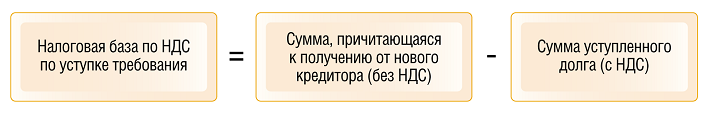 Налоговая база по НДС
по уступке требования
=
Сумма, причитающаяся
к получению от нового
кредитора (без НДС)
-
Сумма уступленного
долга (с НДС)